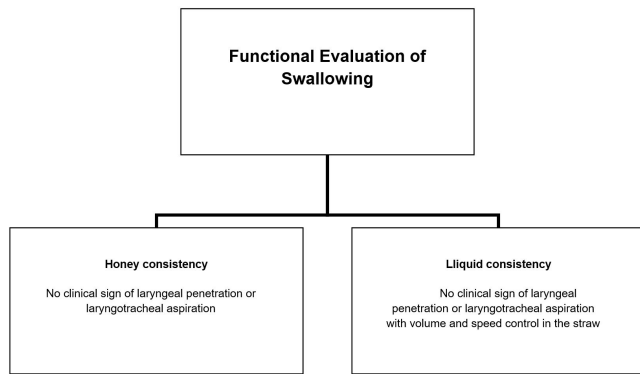 Functional Evaluation of
Swallowing
Honey consistency
No clinical sign of laryngeal penetration or
laryngotracheal aspiration
Lliquid consistency
No clinical sign of laryngeal
penetration or laryngotracheal aspiration
with volume and speed control in the straw